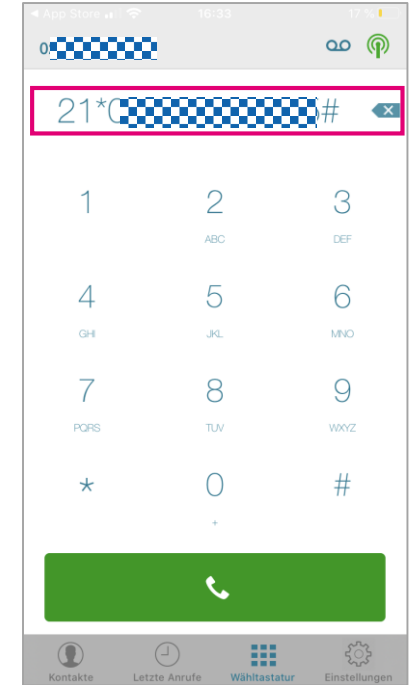 App Store 16:33 17 %
0
21*0 #
1 2 3
ABC DEF
4 5 6
GHI JKL MNO
7 8 9
PQRS TUV WXYZ
* 0 #
+
Kontakte Letzte Anrufe Wähltastatur Einstellungen